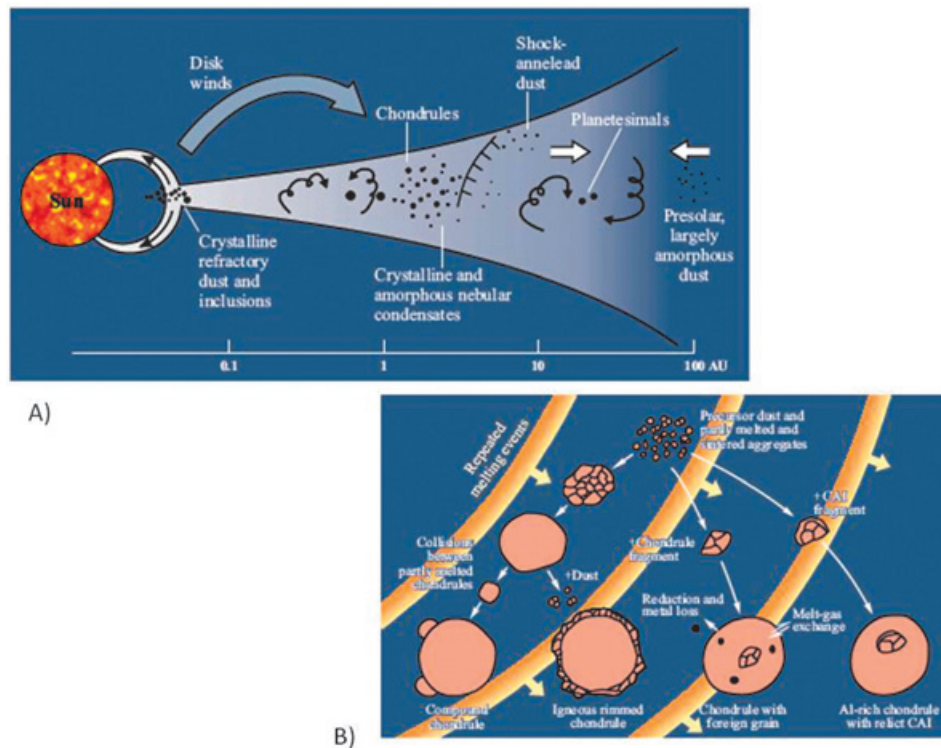 Disk
winds
Shock-
annelead
dust
Chondrules
Planetesimals
Sun
Crystalline
refractory
dust and
inclusions
Crystalline and
amorphous nebular
condensates
Presolar,
largely
amorphous
dust
0.1
1
10
100 AU
A)
Repeated
melting events
Precursor dust and
partly melted and
sintered aggregates
+CAI
fragment
Collisions
between
partly melted
chondrules
+Dust
+Chondrule
fragment
Reduction and
metal loss
Melt-gas
exchange
Compound
chondrule
Igneous rimmed
chondrule
Chondrule with
foreign grain
Al-rich chondrule
with relict CAI
B)